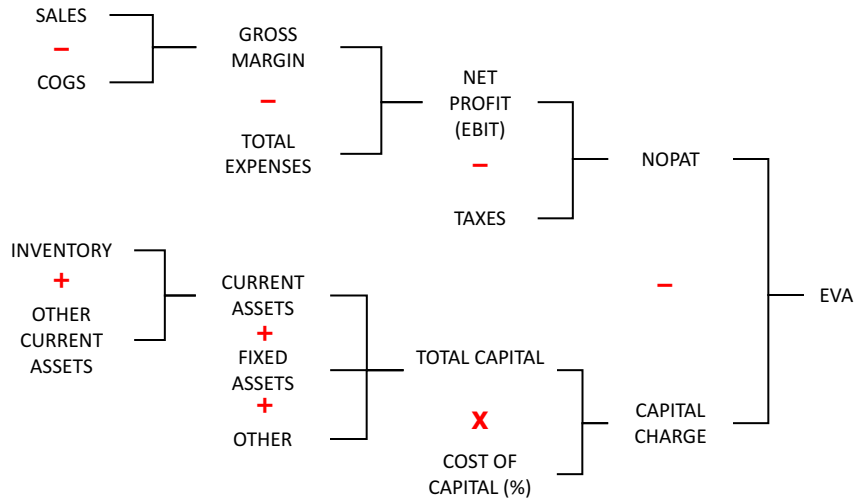 SALES
–
COGS
GROSS
MARGIN
–
TOTAL
EXPENSES
NET
PROFIT
(EBIT)
–
TAXES
NOPAT
INVENTORY
+
OTHER
CURRENT
ASSETS
CURRENT
ASSETS
+
FIXED
ASSETS
+
OTHER
TOTAL CAPITAL
X
COST OF
CAPITAL (%)
CAPITAL
CHARGE
–
EVA